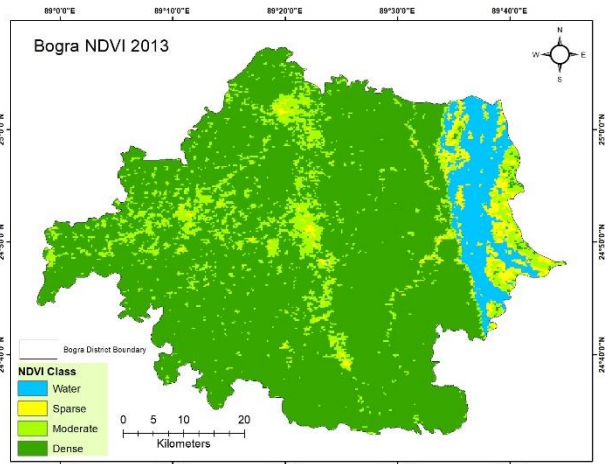 89°0'0"E 89°10'0"E 89°20'0"E 89°30'0"E 89°40'0"E
Bogra NDVI 2013
N
W E
S
25°0'0"N 25°0'0"N
24°50'0"N 24°50'0"N
24°40'0"N 24°40'0"N
Bogra District Boundary
NDVI Class
Water
Sparse
Moderate
Dense
0 5 10 20
Kilometers